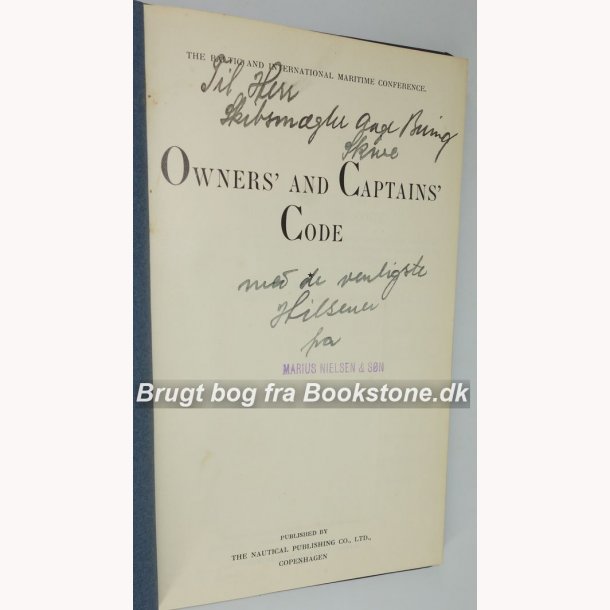 THE BALTIC AND INTERNATIONAL MARITIME CONFERENCE.
Til Herr
Skibsmægler Aage
Skive
OWNERS' AND CAPTAINS'
CODE
med de venligste
Hilsener
fra
MARIUS NIELSEN & SØN
Brugt bog fra Bookstone.dk
PUBLISHED BY
THE NAUTICAL PUBLISHING CO., LTD.,
COPENHAGEN